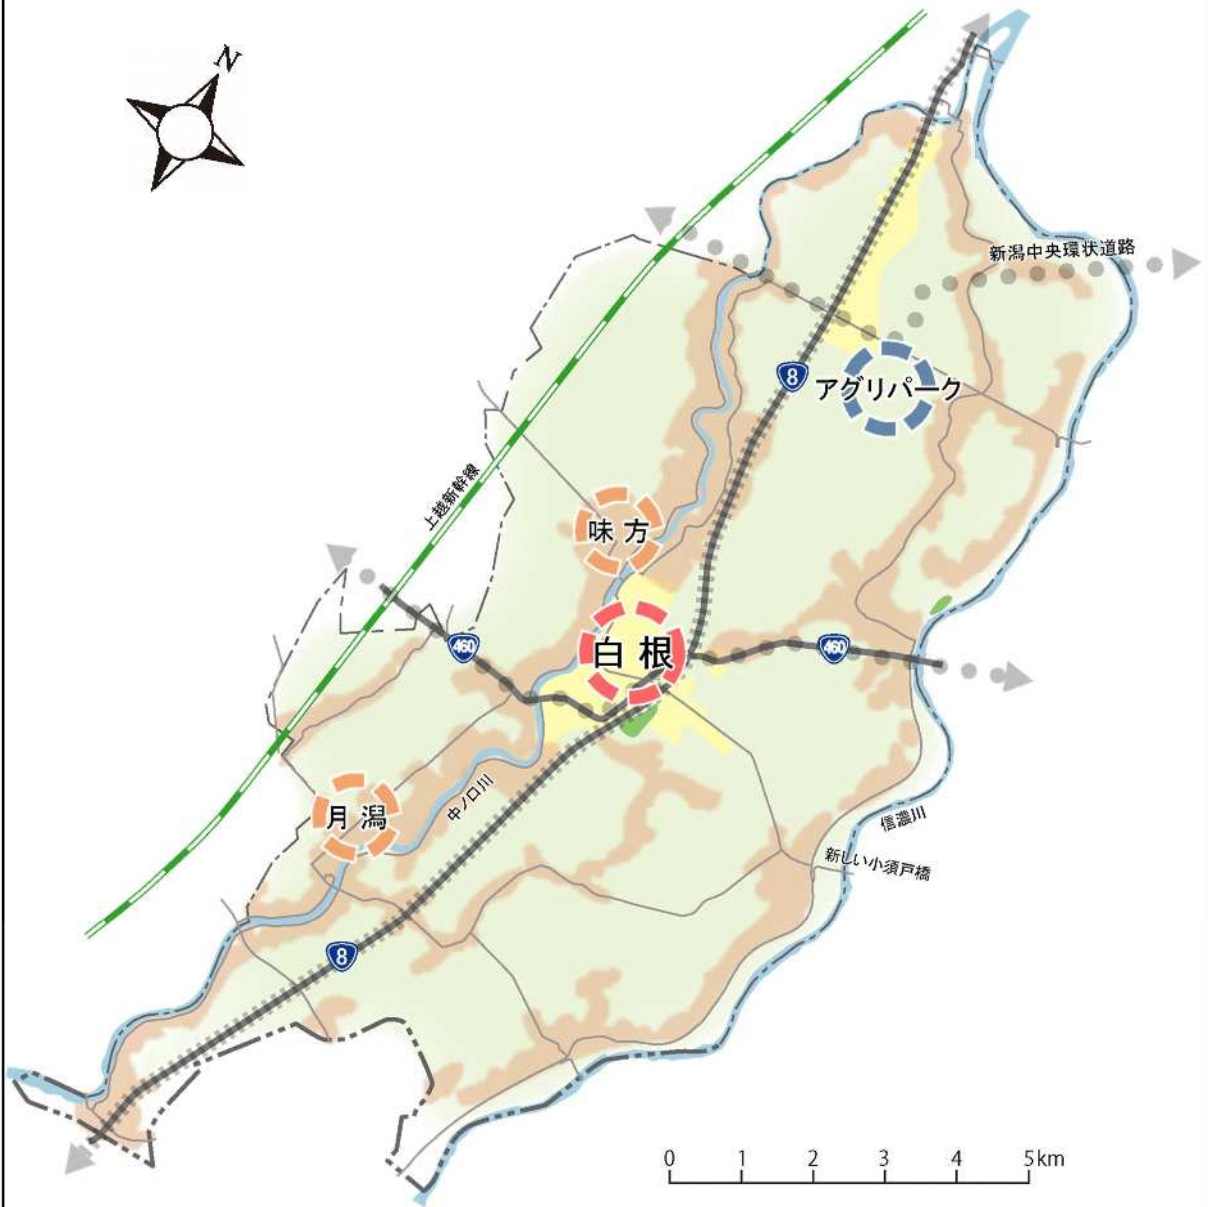 N
新潟中央環状道路
8
アグリパーク
上越新幹線
味方
460
白根
460
月潟
中ノ口川
信濃川
新しい小須戸橋
8
0 1 2 3 4 5km